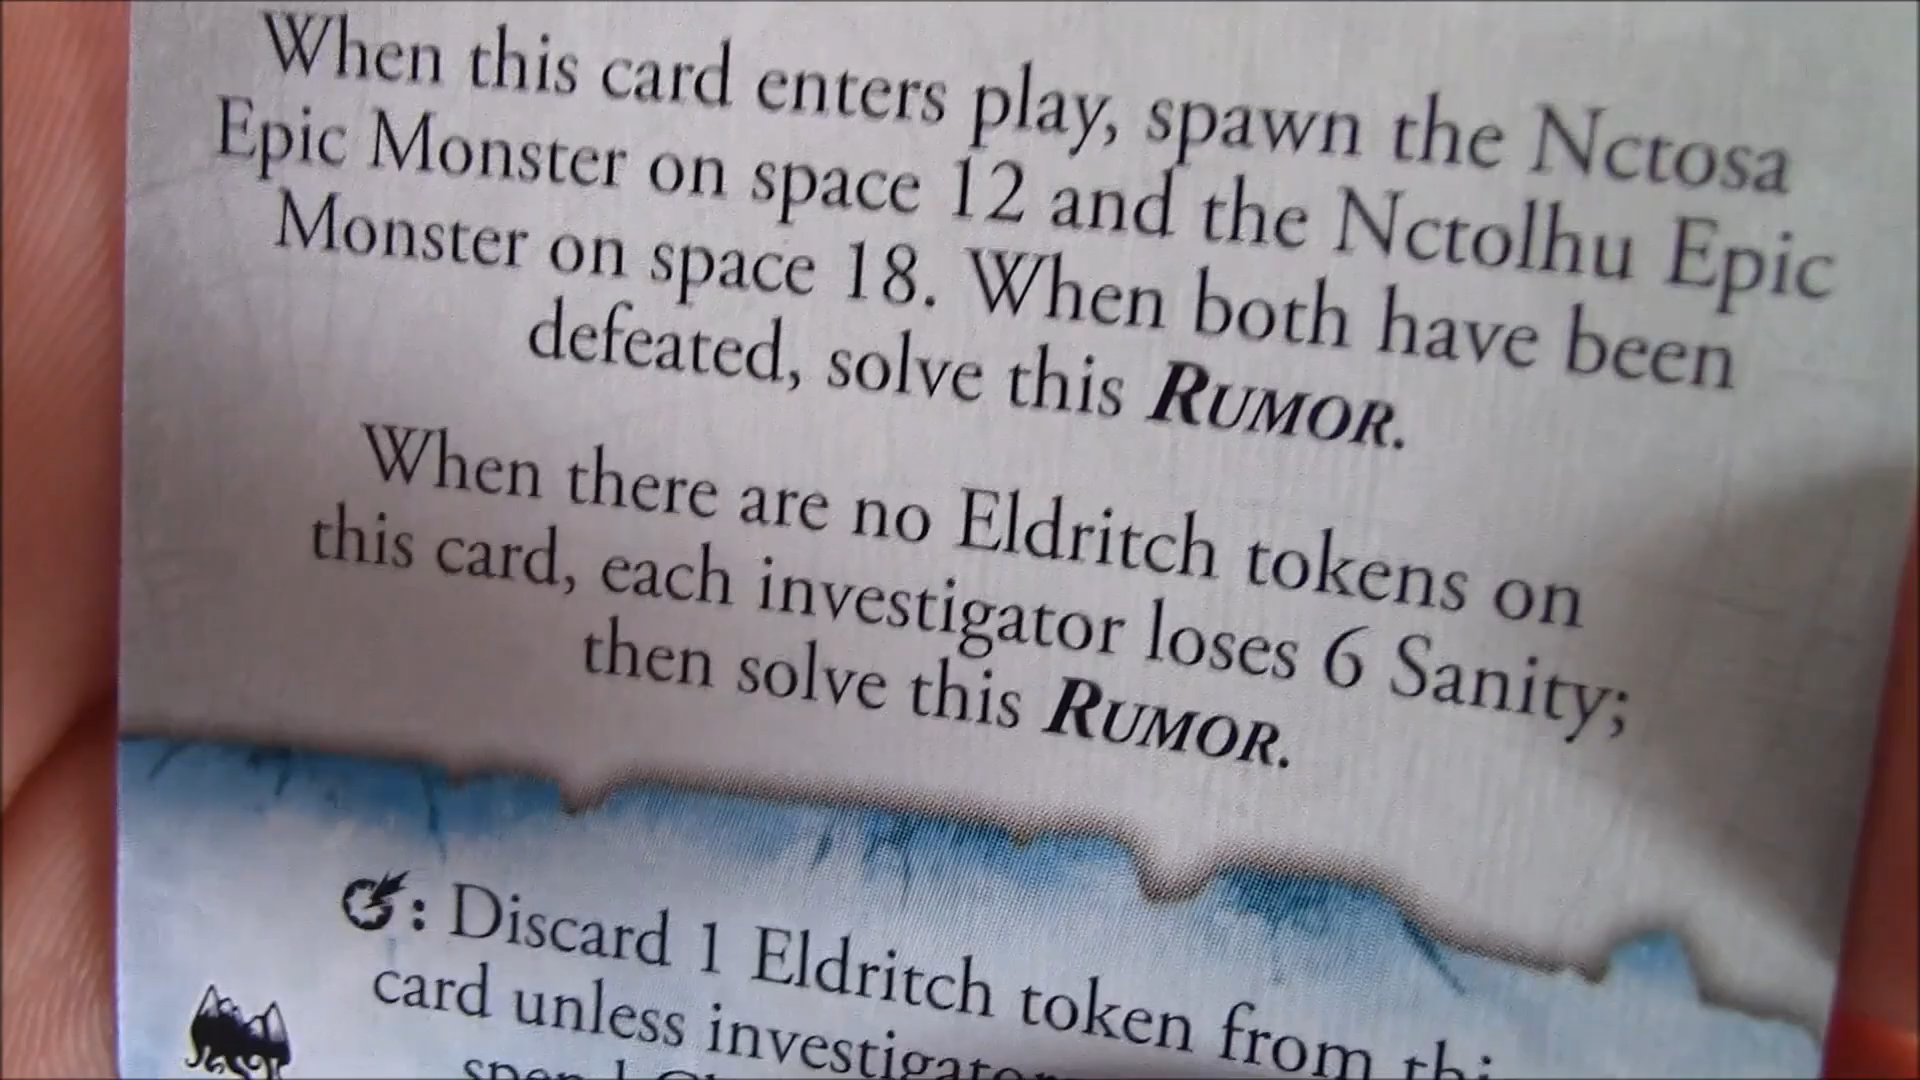 When this card enters play, spawn the Nctosa
Epic Monster on space 12 and the Nctolhu Epic
Monster on space 18. When both have been
defeated, solve this RUMOR.
When there are no Eldritch tokens on
this card, each investigator loses 6 Sanity;
then solve this RUMOR.
: Discard 1 Eldritch token from
card unless